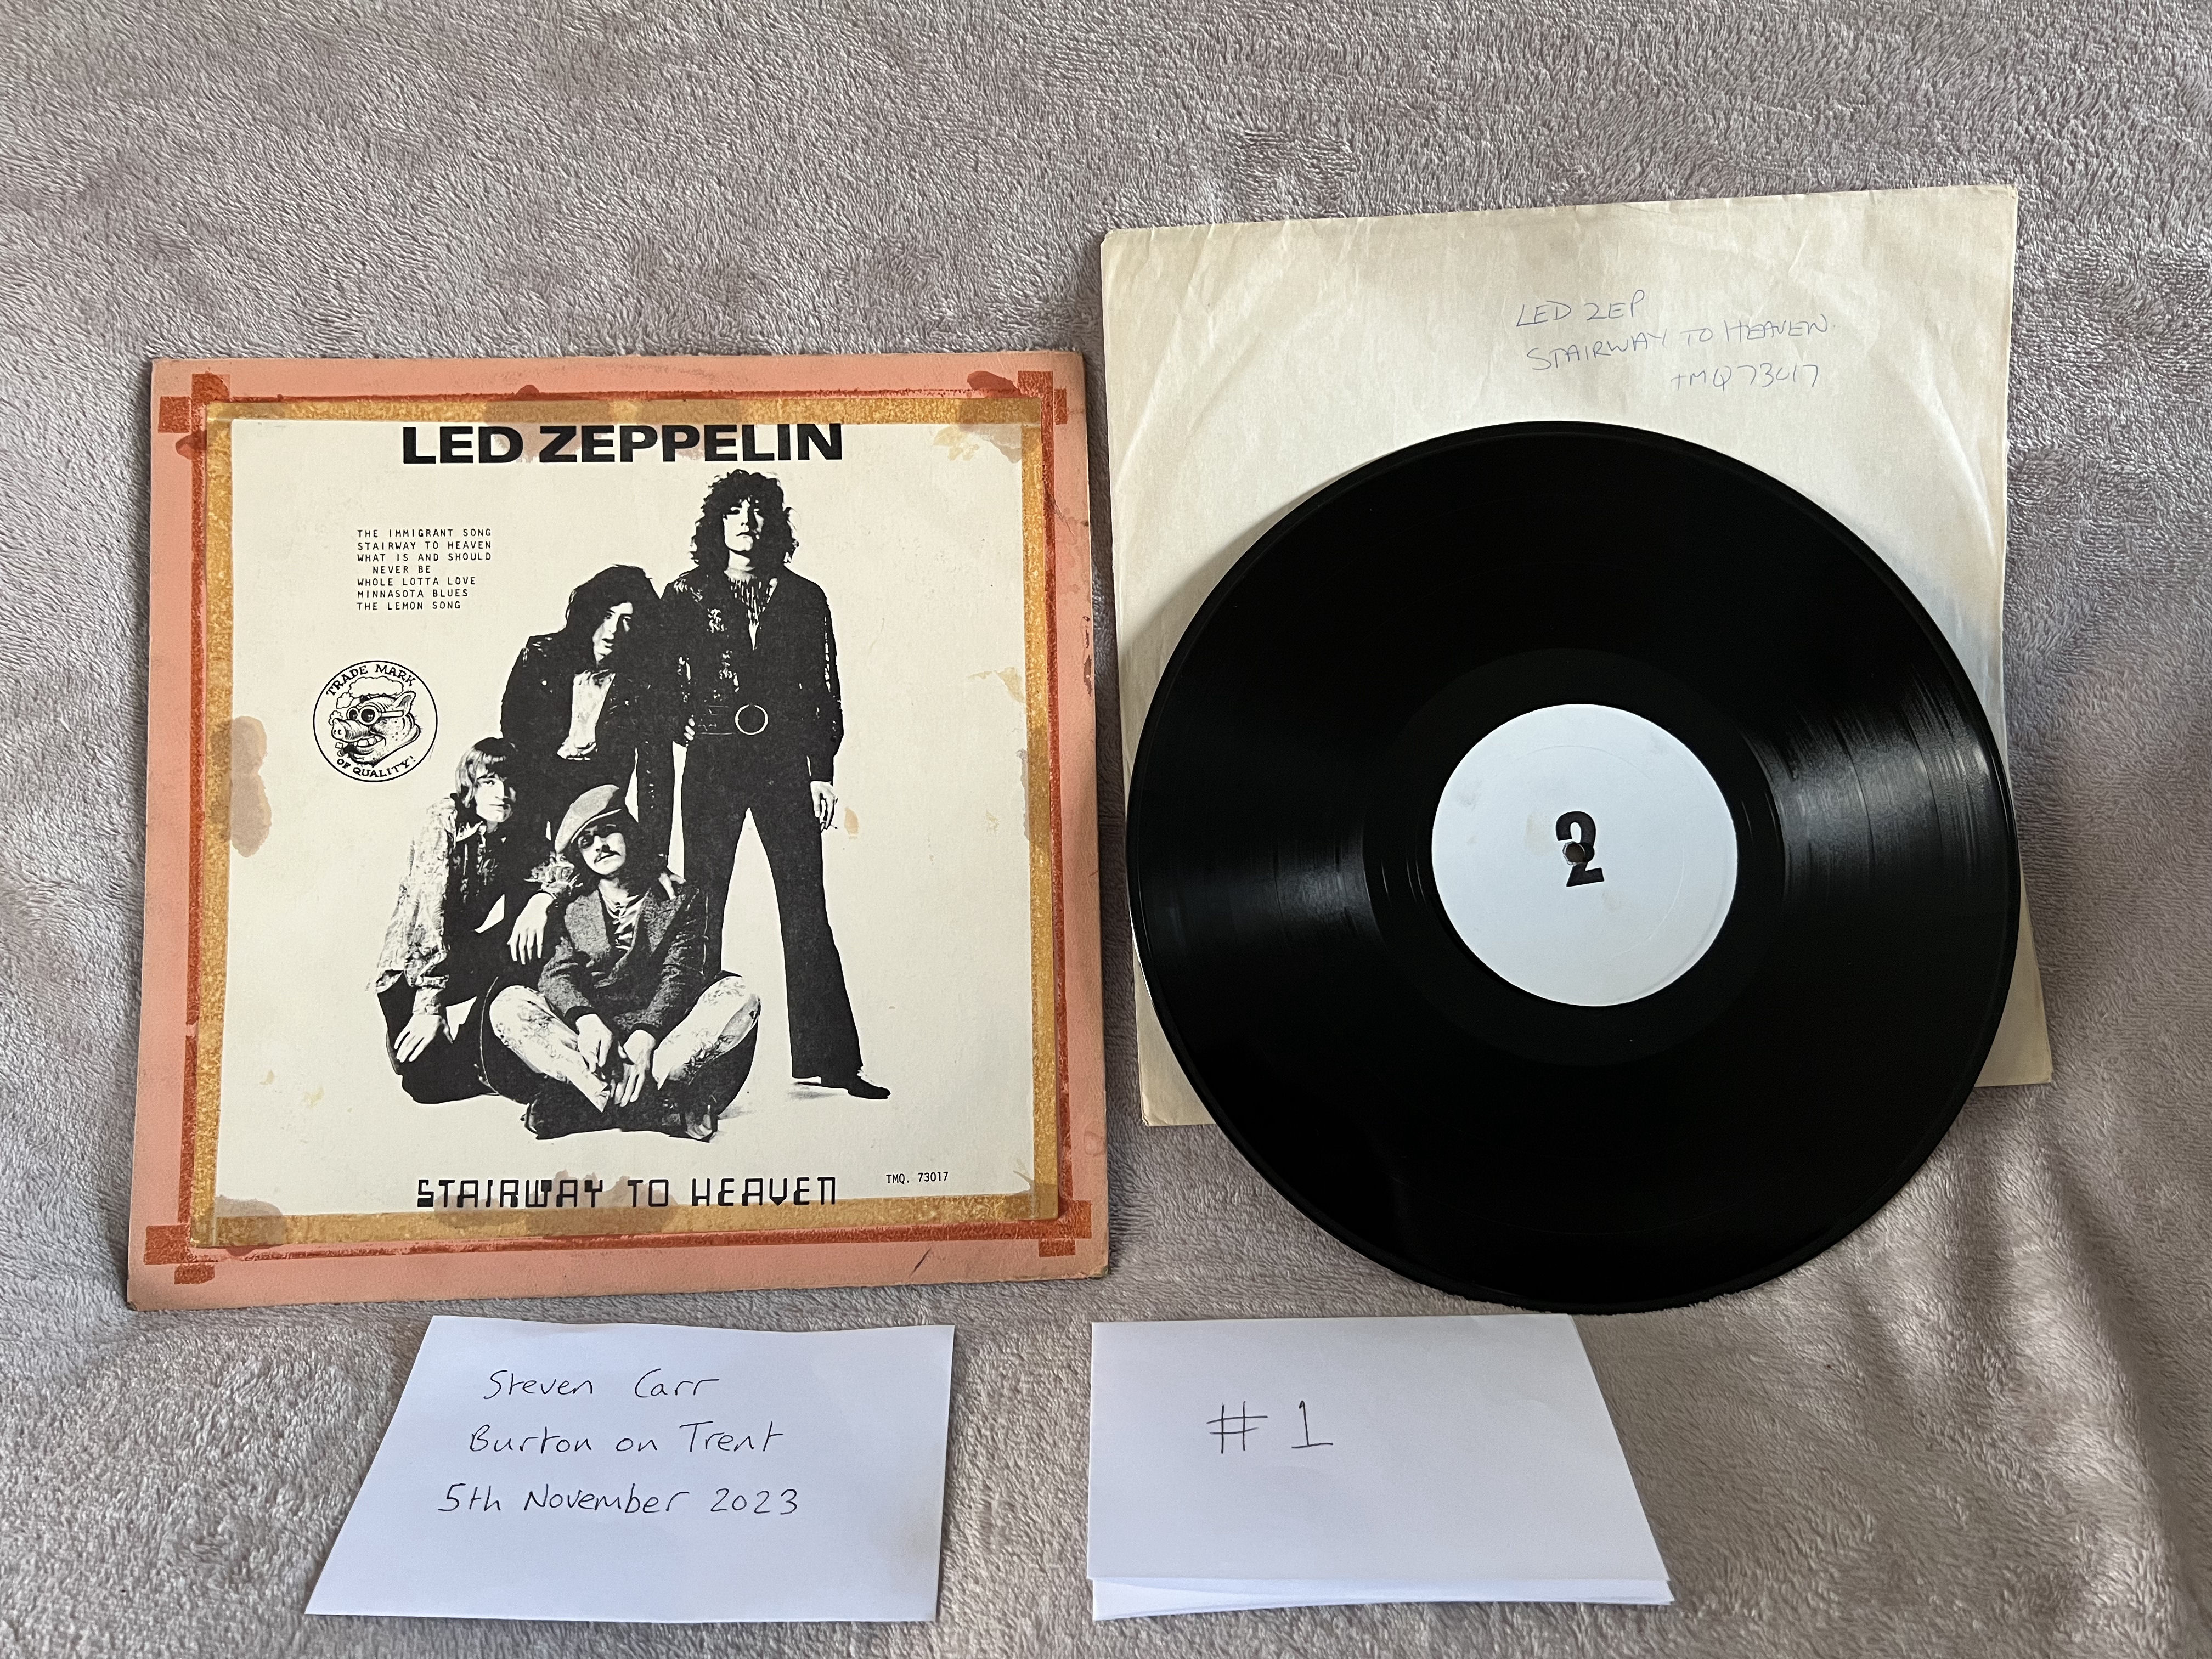 LED ZEPPELIN
THE IMMIGRANT SONG
STAIRWAY TO HEAVEN
WHAT IS AND SHOULD
NEVER BE
WHOLE LOTTA LOVE
MINNASOTA BLUES
THE LEMON SONG
TRADE MARK
OF QUALITY!
STAIRWAY TO HEAVEN
TMQ. 73017
LED ZEP
STAIRWAY TO HEAVEN.
TMQ73017
2
Steven Carr
Burton on Trent
5th November 2023
#1